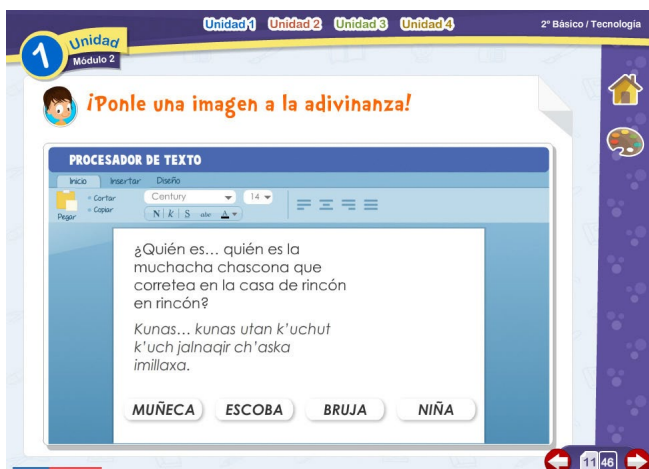 Unidad 1 Unidad 2 Unidad 3 Unidad 4
2º Básico / Tecnología
1 Unidad
Módulo 2
¡Ponle una imagen a la adivinanza!
PROCESADOR DE TEXTO
Inicio Insertar Diseño
Pegar
× Cortar
× Copiar
Century 14
N k S abc A
¿Quién es... quién es la
muchacha chascona que
corretea en la casa de rincón
en rincón?
Kunas... kunas utan k'uchut
k'uch jalnaqir ch'aska
imillaxa.
MUÑECA ESCOBA BRUJA NIÑA
11 46